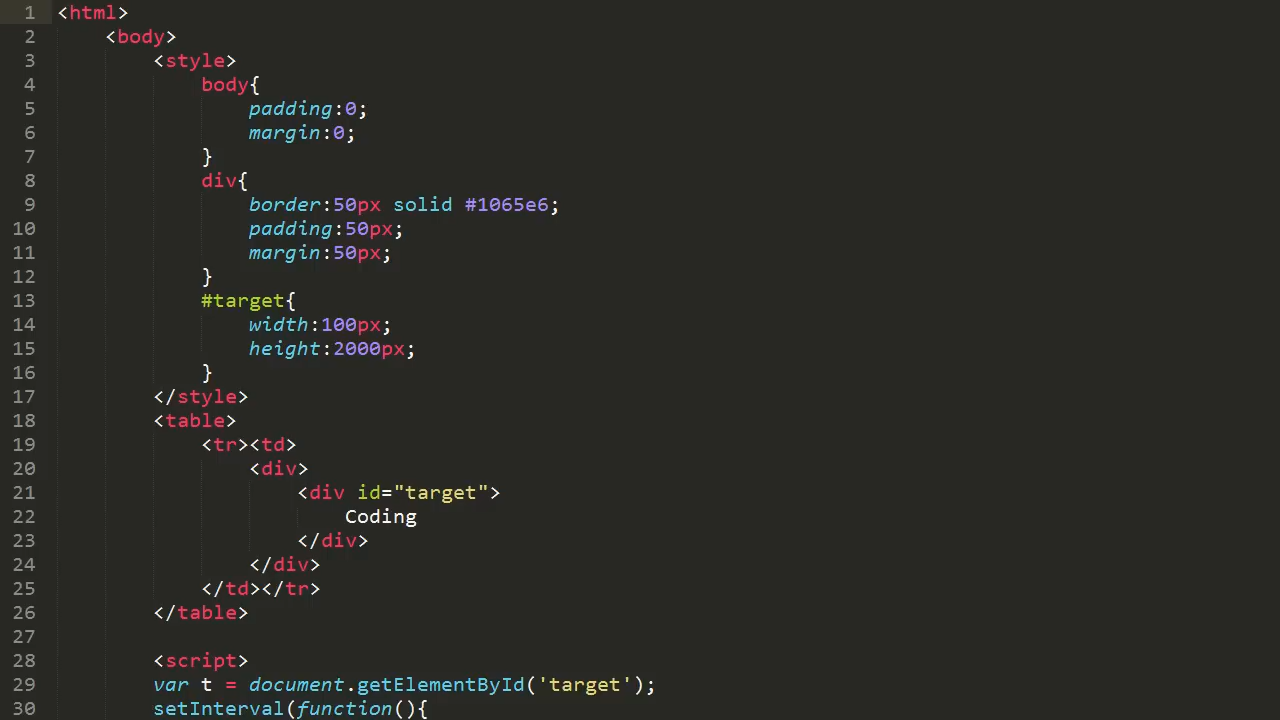 1 <html>
2 <body>
3 <style>
4 body{
5 padding:0;
6 margin:0;
7 }
8 div{
9 border:50px solid #1065e6;
10 padding:50px;
11 margin:50px;
12 }
13 #target{
14 width:100px;
15 height:2000px;
16 }
17 </style>
18 <table>
19 <tr><td>
20 <div>
21 <div id="target">
22 Coding
23 </div>
24 </div>
25 </td></tr>
26 </table>
27
28 <script>
29 var t = document.getElementById('target');
30 setInterval(function(){